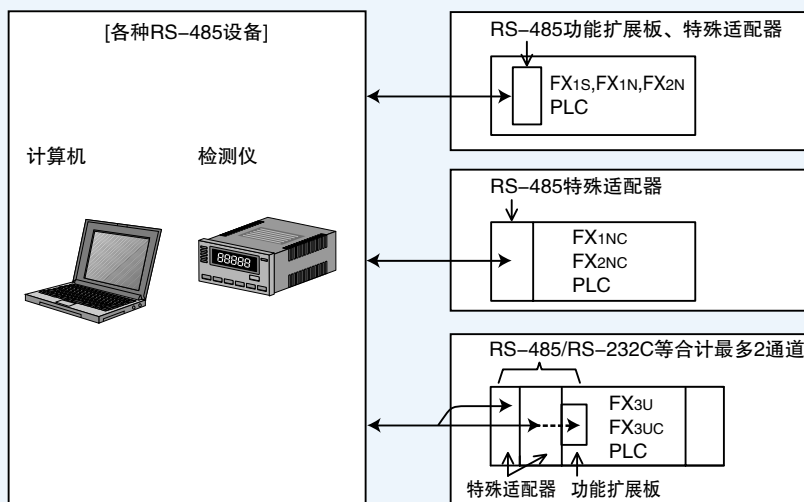 [各种RS-485设备]
计算机
检测仪
88888
RS-485功能扩展板、特殊适配器
FX1S,FX1N,FX2N
PLC
RS-485特殊适配器
FX1NC
FX2NC
PLC
RS-485/RS-232C等合计最多2通道
FX3U
FX3UC
PLC
特殊适配器 功能扩展板